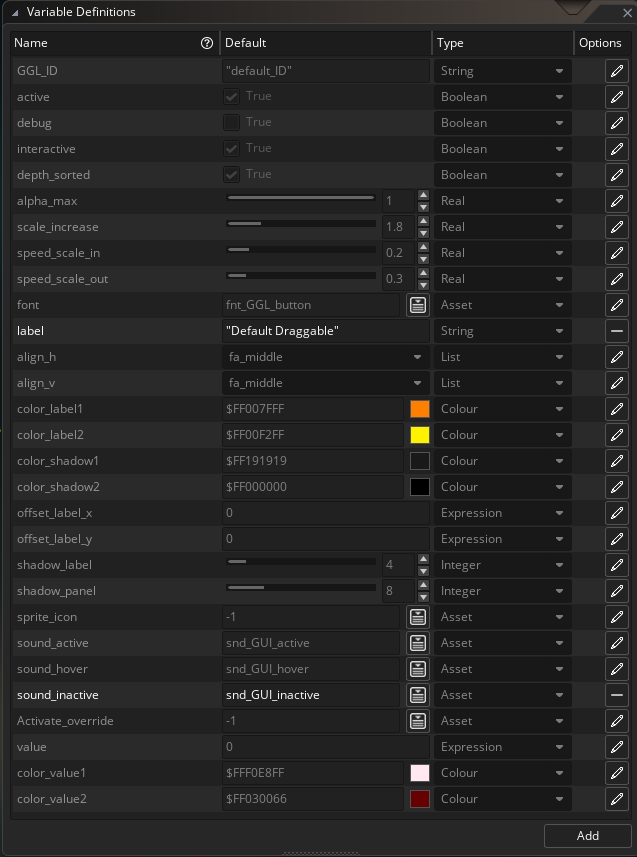 Variable Definitions
Name Default Type Options
GGL_ID "default_ID" String
active True Boolean
debug True Boolean
interactive True Boolean
depth_sorted True Boolean
alpha_max 1 Real
scale_increase 1.8 Real
speed_scale_in 0.2 Real
speed_scale_out 0.3 Real
font fnt_GGL_button Asset
label "Default Draggable" String
align_h fa_middle List
align_v fa_middle List
color_label1 $FF007FFF Colour
color_label2 $FF00F2FF Colour
color_shadow1 $FF191919 Colour
color_shadow2 $FF000000 Colour
offset_label_x 0 Expression
offset_label_y 0 Expression
shadow_label 4 Integer
shadow_panel 8 Integer
sprite_icon -1 Asset
sound_active snd_GUI_active Asset
sound_hover snd_GUI_hover Asset
sound_inactive snd_GUI_inactive Asset
Activate_override -1 Asset
value 0 Expression
color_value1 $FFF0E8FF Colour
color_value2 $FF030066 Colour
Add